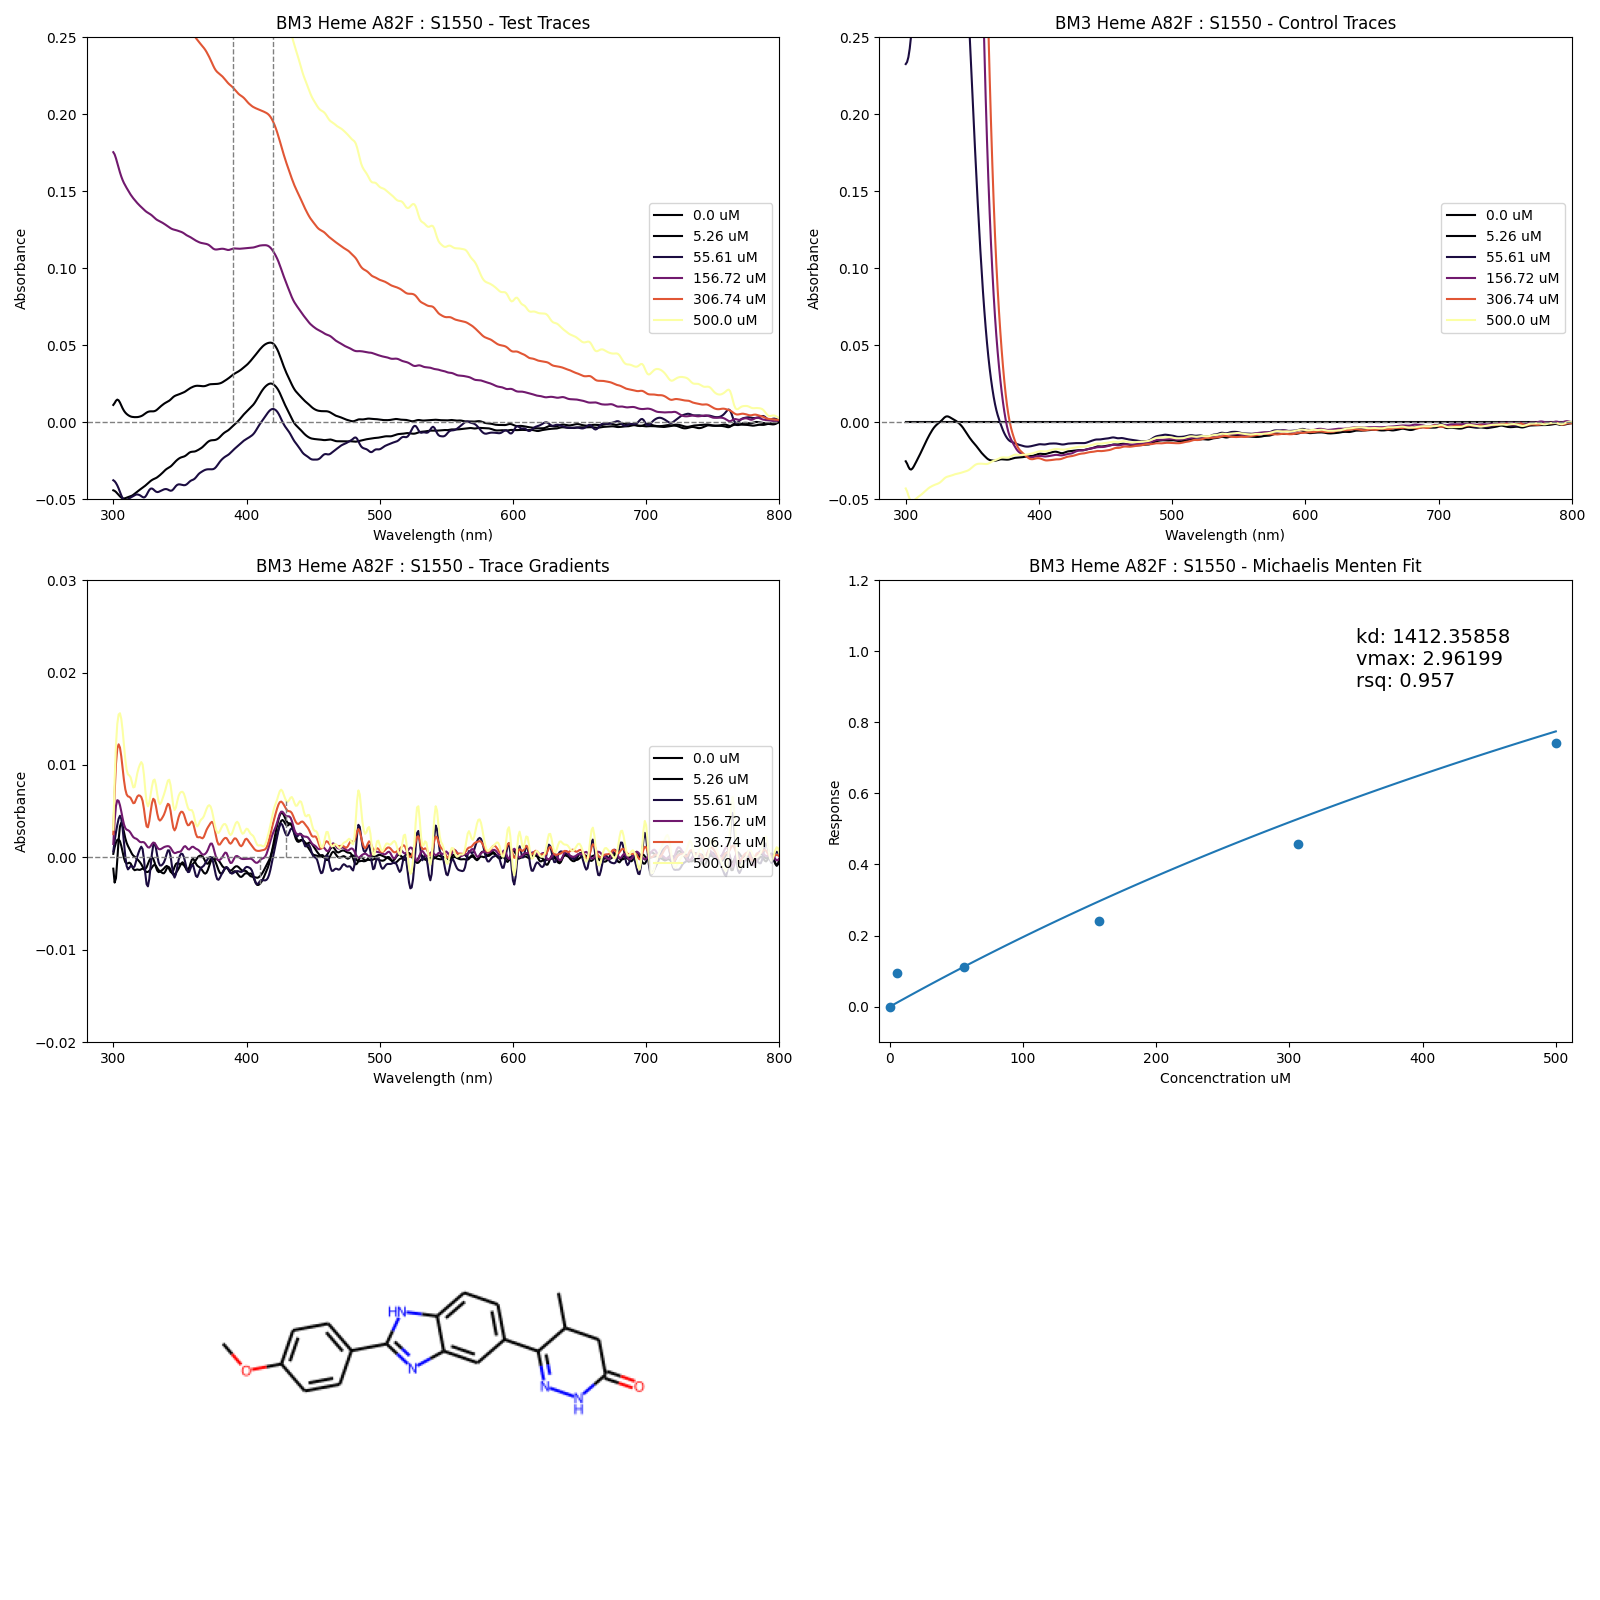 BM3 Heme A82F : S1550 - Test Traces
0.25
0.20
0.15
0.10
0.05
0.00
−0.05
Absorbance
300
400
500
600
700
800
Wavelength (nm)
0.0 uM
5.26 uM
55.61 uM
156.72 uM
306.74 uM
500.0 uM
BM3 Heme A82F : S1550 - Control Traces
0.25
0.20
0.15
0.10
0.05
0.00
−0.05
Absorbance
300
400
500
600
700
800
Wavelength (nm)
0.0 uM
5.26 uM
55.61 uM
156.72 uM
306.74 uM
500.0 uM
BM3 Heme A82F : S1550 - Trace Gradients
0.03
0.02
0.01
0.00
−0.01
−0.02
Absorbance
300
400
500
600
700
800
Wavelength (nm)
0.0 uM
5.26 uM
55.61 uM
156.72 uM
306.74 uM
500.0 uM
BM3 Heme A82F : S1550 - Michaelis Menten Fit
1.2
1.0
0.8
0.6
0.4
0.2
0.0
Response
kd: 1412.35858
vmax: 2.96199
rsq: 0.957
0
100
200
300
400
500
Concenctration uM
HN
N
O
N
N
H
O